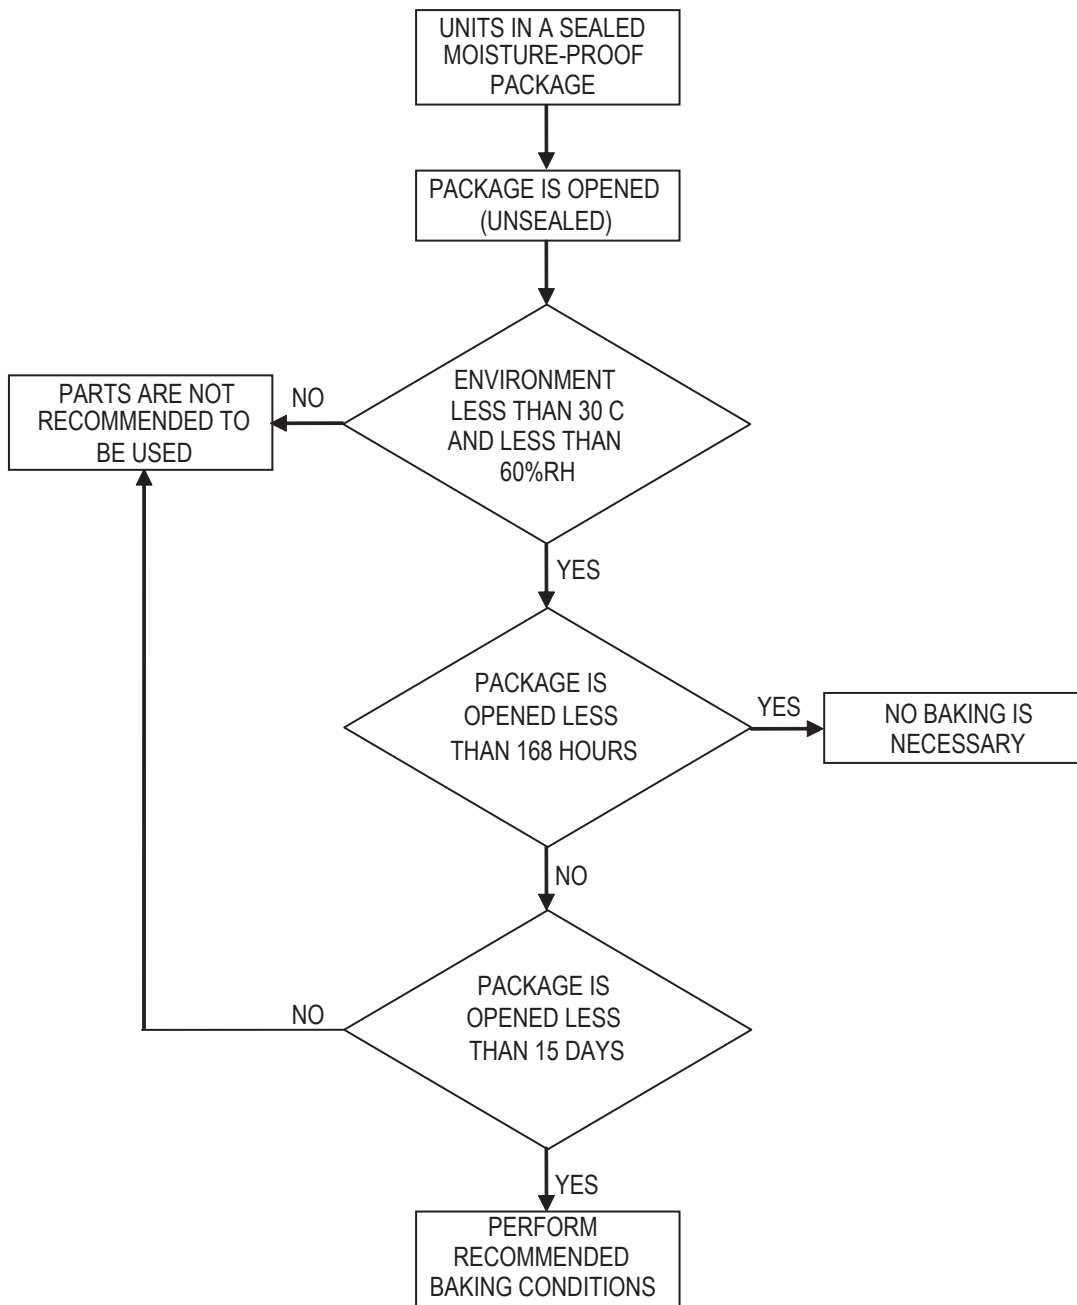 UNITS IN A SEALED
MOISTURE-PROOF
PACKAGE
PACKAGE IS OPENED
(UNSEALED)
ENVIRONMENT
LESS THAN 30 C
AND LESS THAN
60%RH
NO
PARTS ARE NOT
RECOMMENDED TO
BE USED
YES
PACKAGE IS
OPENED LESS
THAN 168 HOURS
YES
NO BAKING IS
NECESSARY
NO
PACKAGE IS
OPENED LESS
THAN 15 DAYS
NO
YES
PERFORM
RECOMMENDED
BAKING CONDITIONS